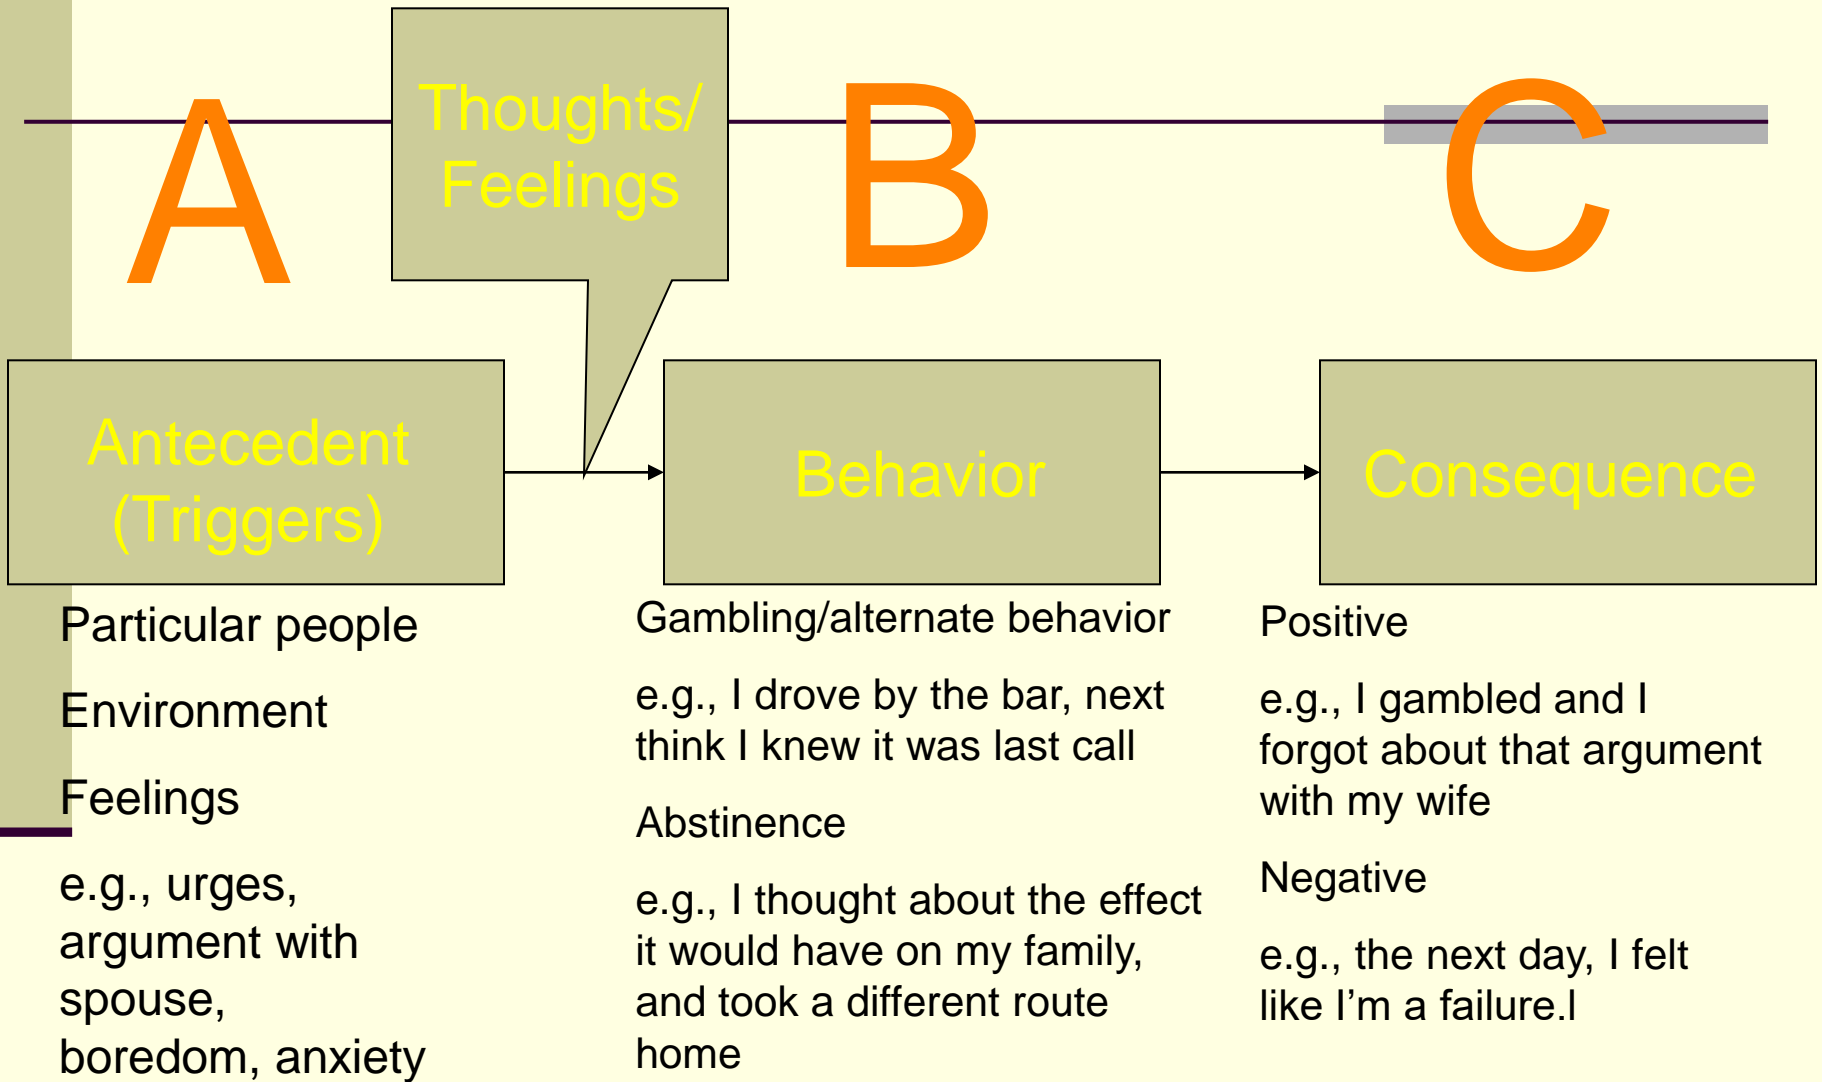 A
Thoughts/
Feelings
B
C
Antecedent
(Triggers)
Behavior
Consequence
Particular people
Environment
Feelings
e.g., urges,
argument with
spouse,
boredom, anxiety
Gambling/alternate behavior
e.g., I drove by the bar, next
think I knew it was last call
Abstinence
e.g., I thought about the effect
it would have on my family,
and took a different route
home
Positive
e.g., I gambled and I
forgot about that argument
with my wife
Negative
e.g., the next day, I felt
like I’m a failure.l